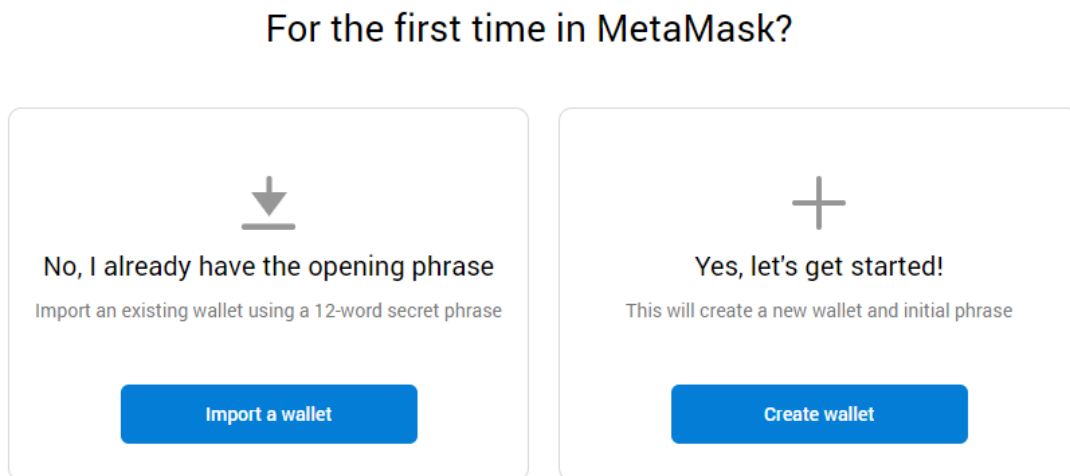 For the first time in MetaMask?
No, I already have the opening phrase
Import an existing wallet using a 12-word secret phrase
Import a wallet
Yes, let's get started!
This will create a new wallet and initial phrase
Create wallet